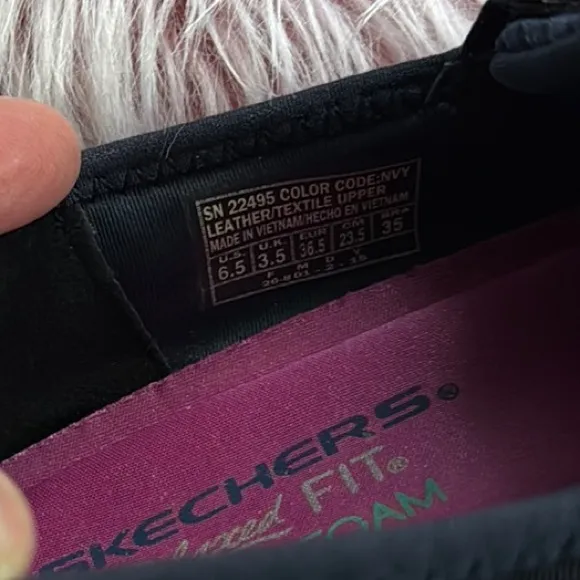 SN 22495 COLOR CODE:NVY
LEATHER/TEXTILE UPPER
MADE IN VIETNAM/HECHO EN VIETNAM
U.S. U.K. EUR CM BRA
6.5 3.5 36.5 23.5 35
F M D
SKECHERS®
FIT®
FOAM